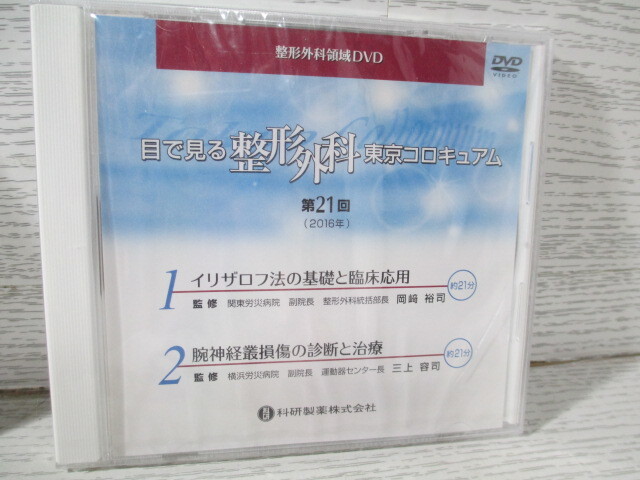 整形外科領域DVD
DVD
VIDEO
目で見る整形外科東京コロキュアム
第21回
(2016年)
1 イリザロフ法の基礎と臨床応用 約21分
監修 関東労災病院 副院長 整形外科統括部長 岡﨑 裕司
2 腕神経叢損傷の診断と治療 約21分
監修 横浜労災病院 副院長 運動器センター長 三上 容司
科研製薬株式会社